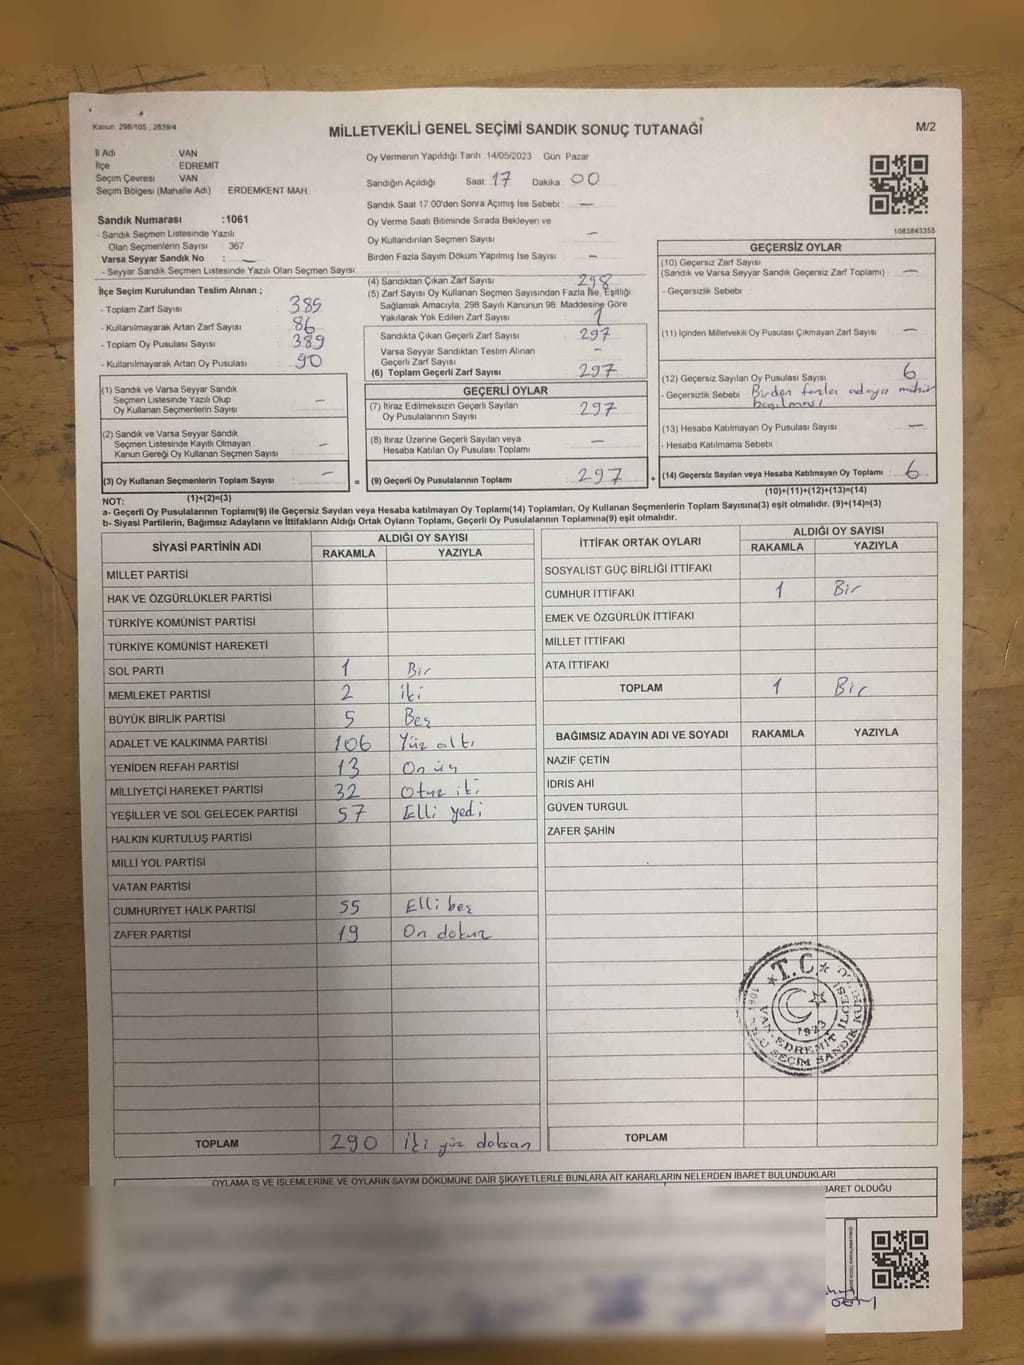 Kanun, 298/105 , 2839/4
MİLLETVEKİLİ GENEL SEÇİMİ SANDIK SONUÇ TUTANAĞI
M/2
İl Adı VAN
İlçe EDREMİT
Seçim Çevresi VAN
Seçim Bölgesi (Mahalle Adı) ERDEMKENT MAH.
Oy Vermenin Yapıldığı Tarih 14/05/2023 Gün Pazar
Sandığın Açıldığı Saat 17 Dakika 00
Sandık Saat 17:00'den Sonra Açımış İse Sebebi —
Oy Verme Saati Bitiminde Sırada Bekleyen ve
Oy Kullandırılan Seçmen Sayısı —
Birden Fazla Sayım Döküm Yapılmış İse Sayısı —
1083843355
Sandık Numarası :1061
- Sandık Seçmen Listesinde Yazılı
Olan Seçmenlerin Sayısı 367
Varsa Seyyar Sandık No : —
- Seyyar Sandık Seçmen Listesinde Yazılı Olan Seçmen Sayısı
İlçe Seçim Kurulundan Teslim Alınan ;
- Toplam Zarf Sayısı 389
- Kullanılmayarak Artan Zarf Sayısı 86
- Toplam Oy Pusulası Sayısı 389
- Kullanılmayarak Artan Oy Pusulası 90
(1) Sandık ve Varsa Seyyar Sandık
Seçmen Listesinde Yazılı Olup
Oy Kullanan Seçmenlerin Sayısı —
(2) Sandık ve Varsa Seyyar Sandık
Seçmen Listesinde Kayıtlı Olmayan
Kanun Gereği Oy Kullanan Seçmen Sayısı —
(3) Oy Kullanan Seçmenlerin Toplam Sayısı —
(1)+(2)=(3)
(4) Sandıktan Çıkan Zarf Sayısı 298
(5) Zarf Sayısı Oy Kullanan Seçmen Sayısından Fazla İse, Eşitliği
Sağlamak Amacıyla, 298 Sayılı Kanunun 98. Maddesine Göre
Yakılarak Yok Edilen Zarf Sayısı 1
Sandıkta Çıkan Geçerli Zarf Sayısı 297
Varsa Seyyar Sandıktan Teslim Alınan
Geçerli Zarf Sayısı —
(6) Toplam Geçerli Zarf Sayısı 297
GEÇERLİ OYLAR
(7) İtiraz Edilmeksizin Geçerli Sayılan
Oy Pusulalarının Sayısı 297
(8) İtiraz Üzerine Geçerli Sayılan veya
Hesaba Katılan Oy Pusulası Toplamı —
= (9) Geçerli Oy Pusulalarının Toplamı 297 +
GEÇERSİZ OYLAR
(10) Geçersiz Zarf Sayısı
(Sandık ve Varsa Seyyar Sandık Geçersiz Zarf Toplamı) —
- Geçersizlik Sebebi :
(11) İçinden Milletvekili Oy Pusulası Çıkmayan Zarf Sayısı —
(12) Geçersiz Sayılan Oy Pusulası Sayısı 6
- Geçersizlik Sebebi Birden fazla adaya mühür
basılması
(13) Hesaba Katılmayan Oy Pusulası Sayısı —
- Hesaba Katılmama Sebebi :
(14) Geçersiz Sayılan veya Hesaba Katılmayan Oy Toplamı 6
(10)+(11)+(12)+(13)=(14)
NOT:
a- Geçerli Oy Pusulalarının Toplamı(9) ile Geçersiz Sayılan veya Hesaba katılmayan Oy Toplamı(14) Toplamları, Oy Kullanan Seçmenlerin Toplam Sayısına(3) eşit olmalıdır. (9)+(14)=(3)
b- Siyasi Partilerin, Bağımsız Adayların ve İttifakların Aldığı Ortak Oyların Toplamı, Geçerli Oy Pusulalarının Toplamına(9) eşit olmalıdır.
SİYASİ PARTİNİN ADI ALDIĞI OY SAYISI
RAKAMLA YAZIYLA
MİLLET PARTİSİ
HAK VE ÖZGÜRLÜKLER PARTİSİ
TÜRKİYE KOMÜNİST PARTİSİ
TÜRKİYE KOMÜNİST HAREKETİ
SOL PARTİ 1 Bir
MEMLEKET PARTİSİ 2 iki
BÜYÜK BİRLİK PARTİSİ 5 Beş
ADALET VE KALKINMA PARTİSİ 106 Yüz altı
YENİDEN REFAH PARTİSİ 13 On üç
MİLLİYETÇİ HAREKET PARTİSİ 32 Otuz iki
YEŞİLLER VE SOL GELECEK PARTİSİ 57 Elli yedi
HALKIN KURTULUŞ PARTİSİ
MİLLİ YOL PARTİSİ
VATAN PARTİSİ
CUMHURİYET HALK PARTİSİ 55 Elli beş
ZAFER PARTİSİ 19 On dokuz
TOPLAM 290 İki yüz doksan
İTTİFAK ORTAK OYLARI ALDIĞI OY SAYISI
RAKAMLA YAZIYLA
SOSYALİST GÜÇ BİRLİĞİ İTTİFAKI
CUMHUR İTTİFAKI 1 Bir
EMEK VE ÖZGÜRLÜK İTTİFAKI
MİLLET İTTİFAKI
ATA İTTİFAKI
TOPLAM 1 Bir
BAĞIMSIZ ADAYIN ADI VE SOYADI RAKAMLA YAZIYLA
NAZİF ÇETİN
İDRİS AHİ
GÜVEN TURGUL
ZAFER ŞAHİN
T.C.
1923
VAN-EDREMİT İLÇESİ
SEÇİM SANDIK KURULU
TOPLAM
OYLAMA İŞ VE İŞLEMLERİNE VE OYLARIN SAYIM DÖKÜMÜNE DAİR ŞİKAYETLERLE BUNLARA AİT KARARLARIN NELERDEN İBARET BULUNDUKLARI
BARET OLDUĞU